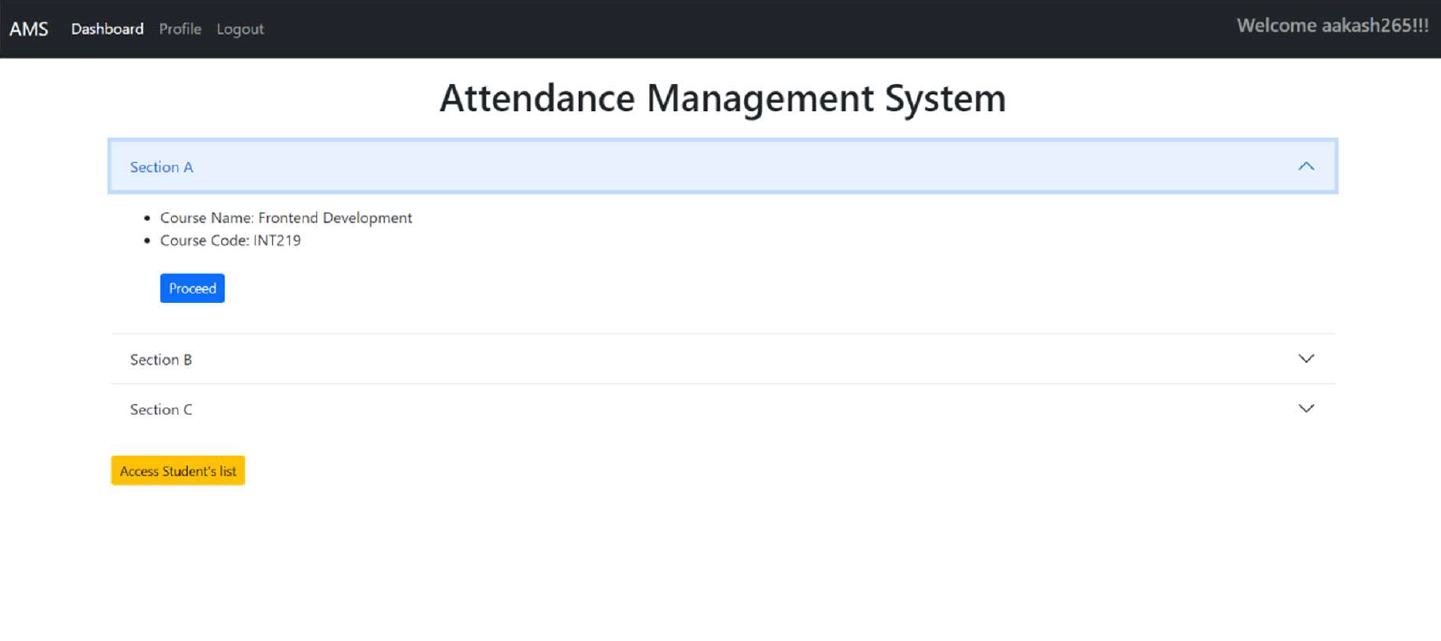 AMS Dashboard Profile Logout Welcome aakash265!!!
Attendance Management System
Section A
Course Name: Frontend Development
Course Code: INT219
Proceed
Section B
Section C
Access Student's list